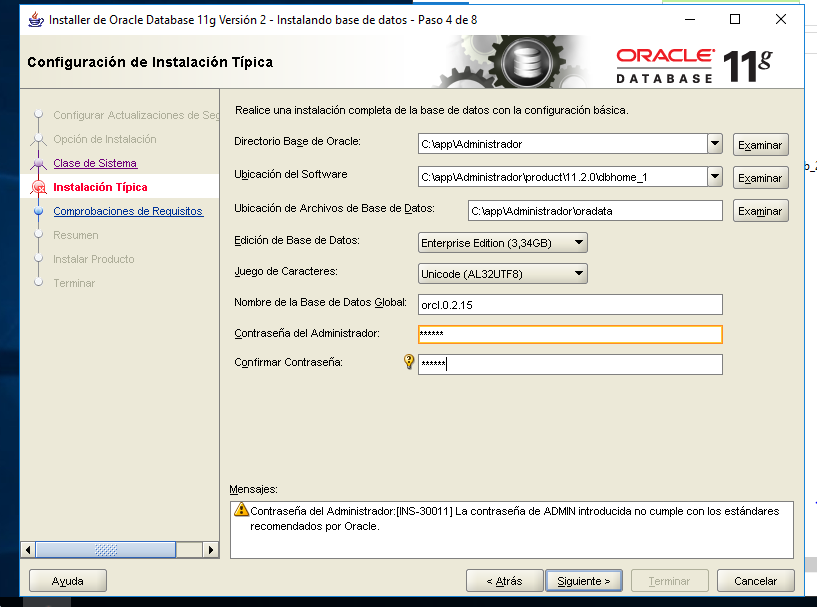 Installer de Oracle Database 11g Versión 2 - Instalando base de datos - Paso 4 de 8
Configuración de Instalación Típica
ORACLE
DATABASE
11g
Configurar Actualizaciones de Seg
Opción de Instalación
Clase de Sistema
Instalación Típica
Comprobaciones de Requisitos
Resumen
Instalar Producto
Terminar
Realice una instalación completa de la base de datos con la configuración básica.
Directorio Base de Oracle: C:\app\Administrador Examinar
Ubicación del Software C:\app\Administrador\product\11.2.0\dbhome_1 Examinar
Ubicación de Archivos de Base de Datos: C:\app\Administrador\oradata Examinar
Edición de Base de Datos: Enterprise Edition (3,34GB)
Juego de Caracteres: Unicode (AL32UTF8)
Nombre de la Base de Datos Global: orcl.0.2.15
Contraseña del Administrador: ******
Confirmar Contraseña: ******
Mensajes:
Contraseña del Administrador:[INS-30011] La contraseña de ADMIN introducida no cumple con los estándares
recomendados por Oracle.
Ayuda < Atrás Siguiente > Terminar Cancelar